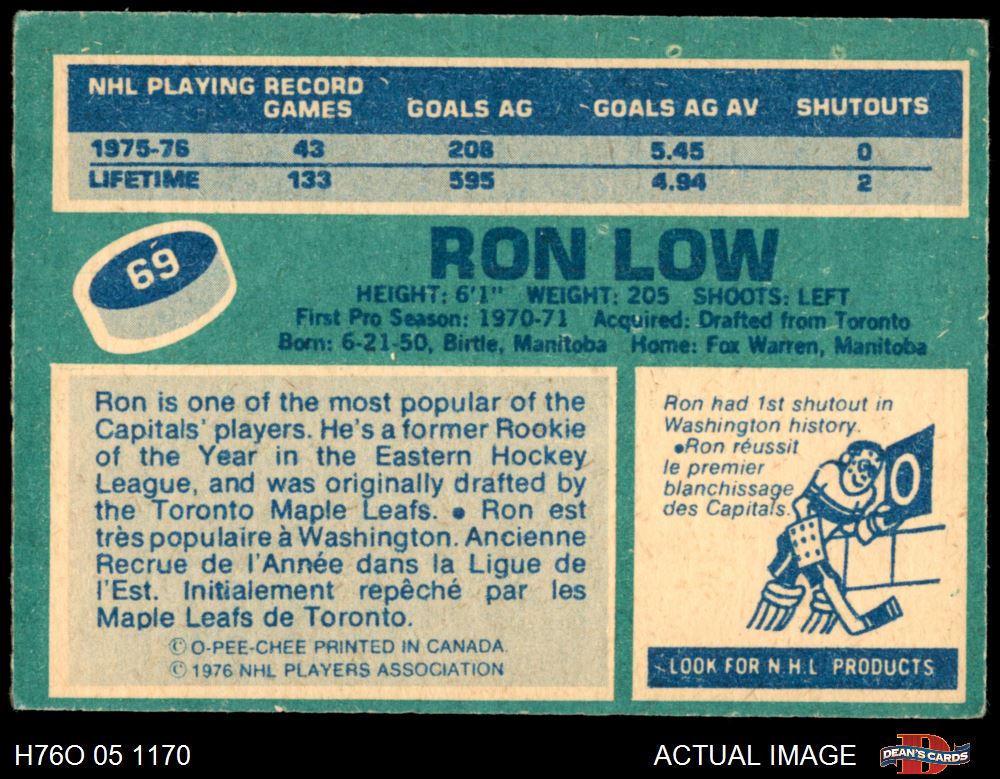 NHL PLAYING RECORD
GAMES GOALS AG GOALS AG AV SHUTOUTS
1975-76 43 208 5.45 0
LIFETIME 133 595 4.94 2
69
RON LOW
HEIGHT: 6'1" WEIGHT: 205 SHOOTS: LEFT
First Pro Season: 1970-71 Acquired: Drafted from Toronto
Born: 6-21-50, Birtle, Manitoba Home: Fox Warren, Manitoba
Ron is one of the most popular of the
Capitals' players. He's a former Rookie
of the Year in the Eastern Hockey
League, and was originally drafted by
the Toronto Maple Leafs. • Ron est
très populaire à Washington. Ancienne
Recrue de l'Année dans la Ligue de
l'Est. Initialement repêché par les
Maple Leafs de Toronto.
© O-PEE-CHEE PRINTED IN CANADA.
© 1976 NHL PLAYERS ASSOCIATION
Ron had 1st shutout in
Washington history.
•Ron réussit
le premier
blanchissage
des Capitals.
0
LOOK FOR N.H.L PRODUCTS
H76O 05 1170
ACTUAL IMAGE
D
DEAN'S CARDS